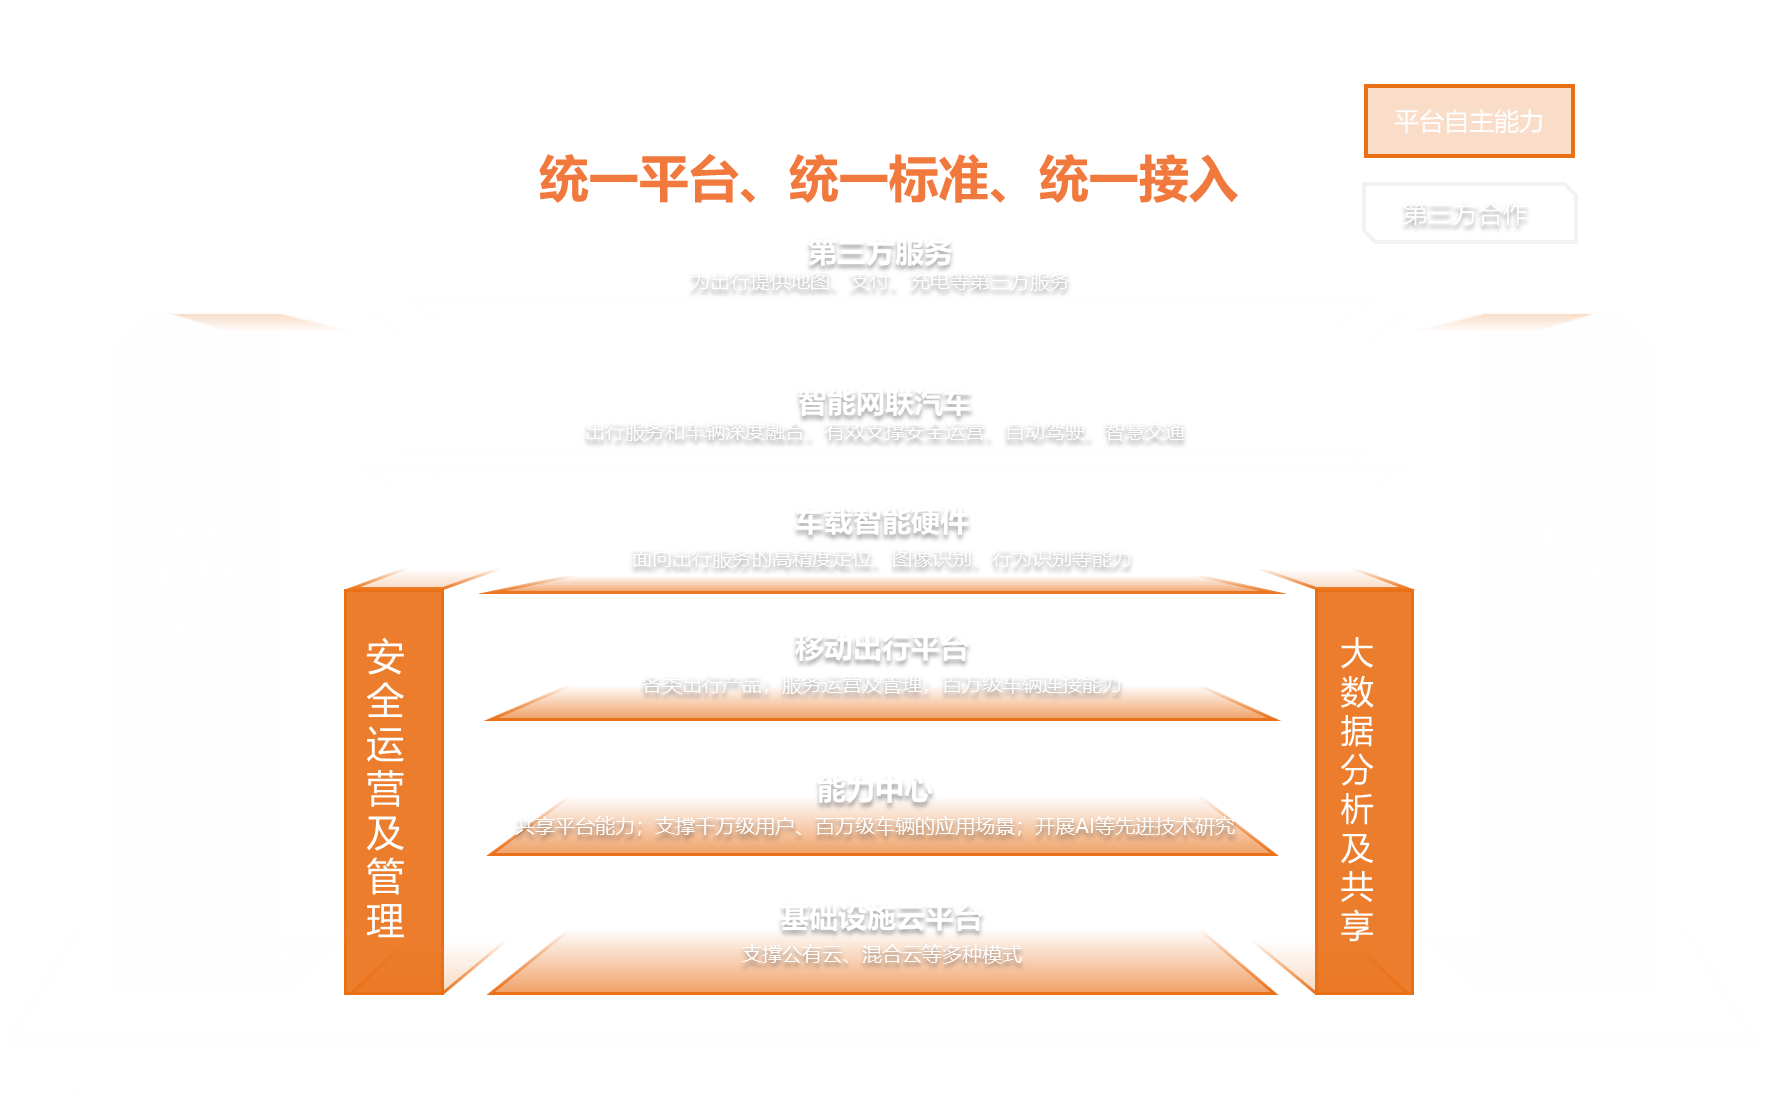 平台自主能力
统一平台、统一标准、统一接入
第三方合作
第三方服务
为出行提供地图、支付、充电等第三方服务
智能网联汽车
出行服务和车辆深度融合，有效支撑安全运营、自动驾驶、智慧交通
车载智能硬件
面向出行服务的高精度定位、图像识别、行为识别等能力
移动出行平台
各类出行产品；服务运营及管理；百万级车辆连接能力
能力中心
共享平台能力；支撑千万级用户、百万级车辆的应用场景；开展AI等先进技术研究
基础设施云平台
支撑公有云、混合云等多种模式
安全运营及管理
大数据分析及共享